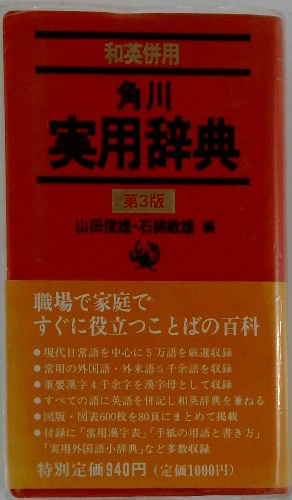 和英併用
角川
実用辞典
第3版
山田俊雄・石綿敏雄 編
職場で家庭で
すぐに役立つことばの百科
●現代日常語を中心に5万語を厳選収録
●常用の外国語・外来語5千余語を収録
●重要漢字4千余字を漢字母として収録
●すべての語に英語を併記し和英辞典を兼ねる
●図版・図表600枚を80頁にまとめて掲載
●付録に「常用漢字表」「手紙の用語と書き方」
「実用外国語小辞典」など多数収録
特別定価940円（定価1000円）